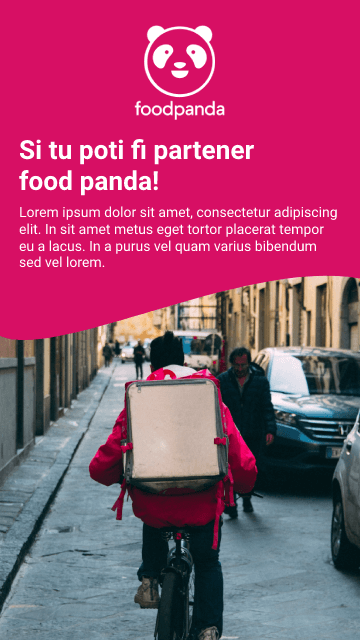 foodpanda
Si tu poti fi partener
food panda!
Lorem ipsum dolor sit amet, consectetur adipiscing
elit. In sit amet metus eget tortor placerat tempor
eu a lacus. In a purus vel quam varius bibendum
sed vel lorem.